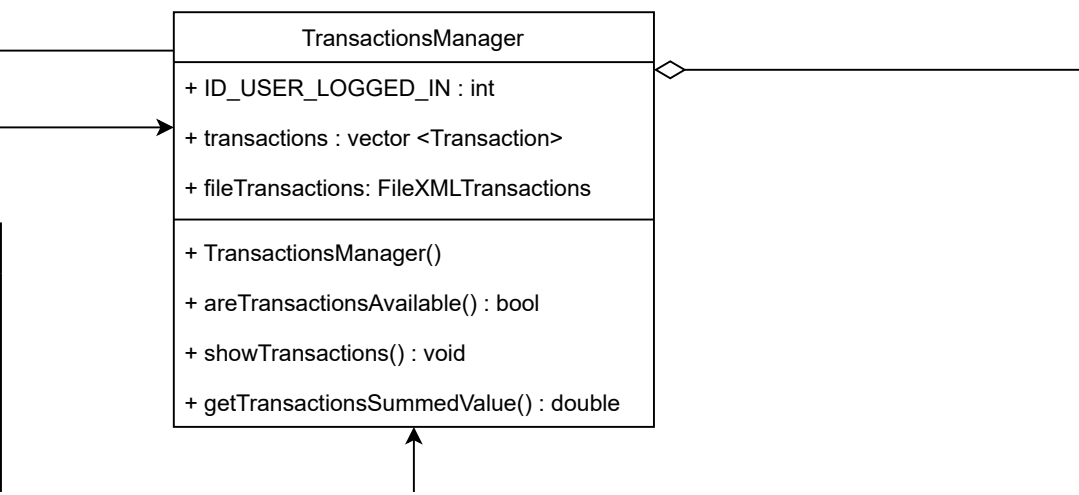 TransactionsManager
+ ID_USER_LOGGED_IN : int
+ transactions : vector <Transaction>
+ fileTransactions: FileXMLTransactions
+ TransactionsManager()
+ areTransactionsAvailable() : bool
+ showTransactions() : void
+ getTransactionsSummedValue() : double